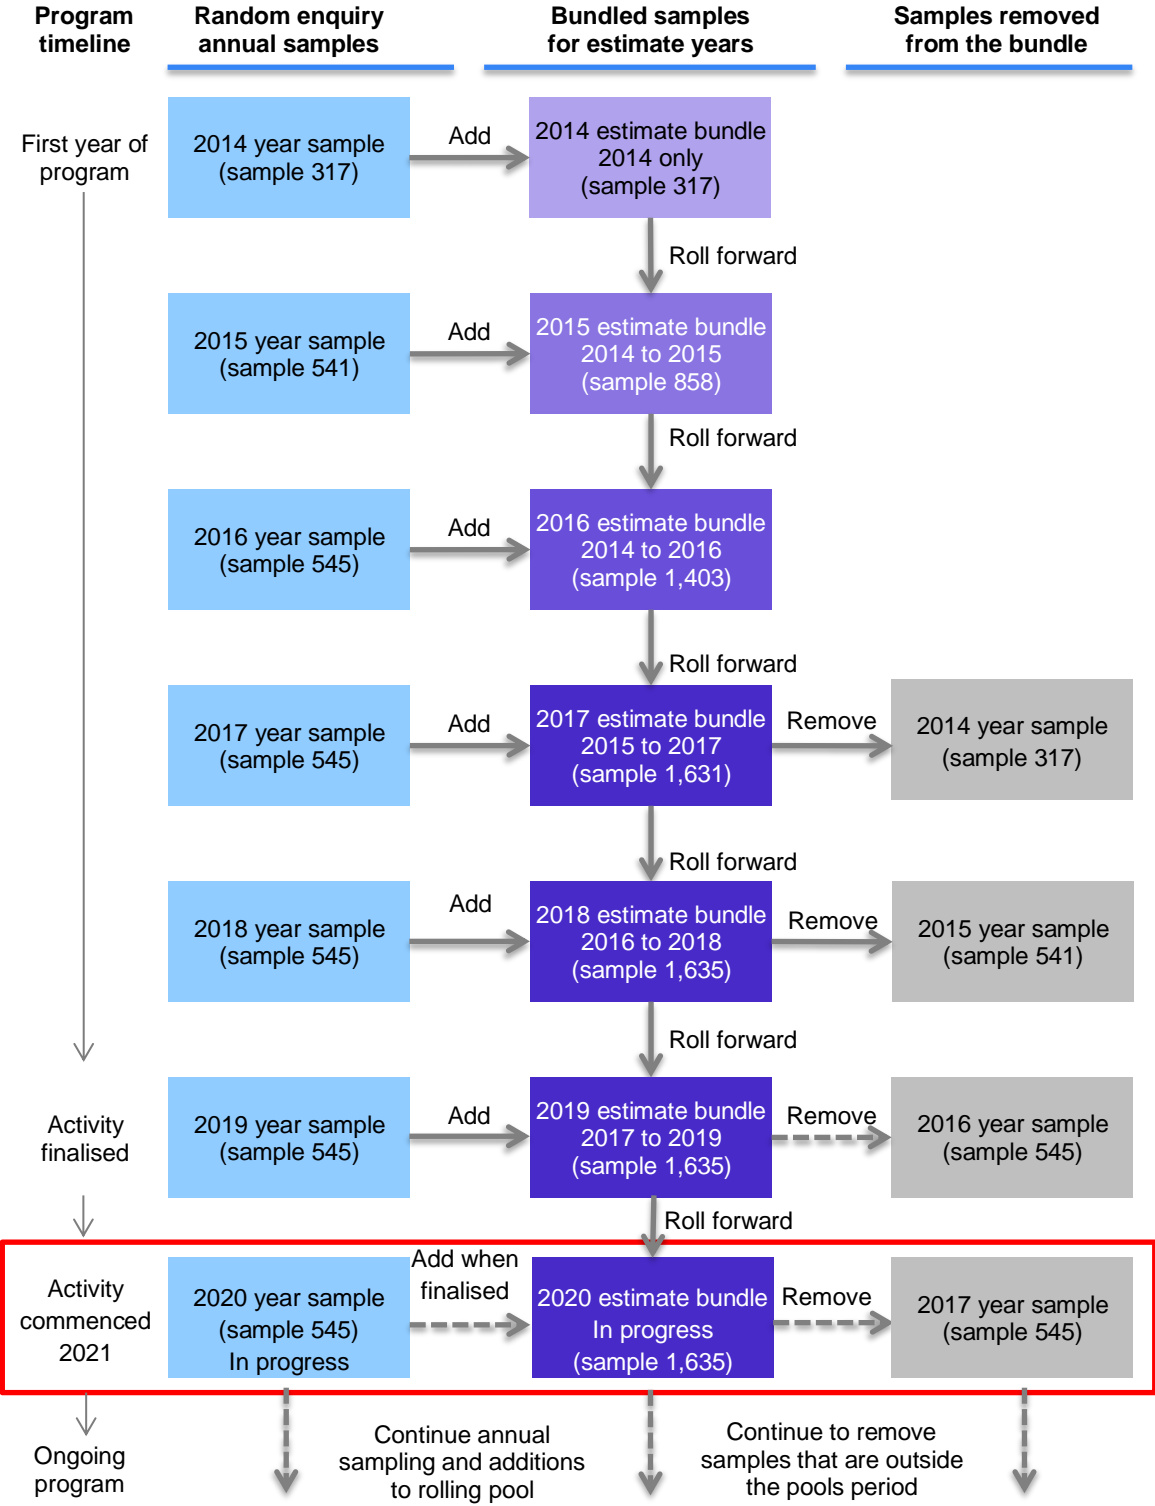 Program
timeline
Random enquiry
annual samples
Bundled samples
for estimate years
Samples removed
from the bundle
First year of
program
2014 year sample
(sample 317)
Add
2014 estimate bundle
2014 only
(sample 317)
Roll forward
2015 year sample
(sample 541)
Add
2015 estimate bundle
2014 to 2015
(sample 858)
Roll forward
2016 year sample
(sample 545)
Add
2016 estimate bundle
2014 to 2016
(sample 1,403)
Roll forward
2017 year sample
(sample 545)
Add
2017 estimate bundle
2015 to 2017
(sample 1,631)
Remove
2014 year sample
(sample 317)
Roll forward
2018 year sample
(sample 545)
Add
2018 estimate bundle
2016 to 2018
(sample 1,635)
Remove
2015 year sample
(sample 541)
Roll forward
Activity
finalised
2019 year sample
(sample 545)
Add
2019 estimate bundle
2017 to 2019
(sample 1,635)
Remove
2016 year sample
(sample 545)
Roll forward
Activity
commenced
2021
2020 year sample
(sample 545)
In progress
Add when
finalised
2020 estimate bundle
In progress
(sample 1,635)
Remove
2017 year sample
(sample 545)
Ongoing
program
Continue annual
sampling and additions
to rolling pool
Continue to remove
samples that are outside
the pools period